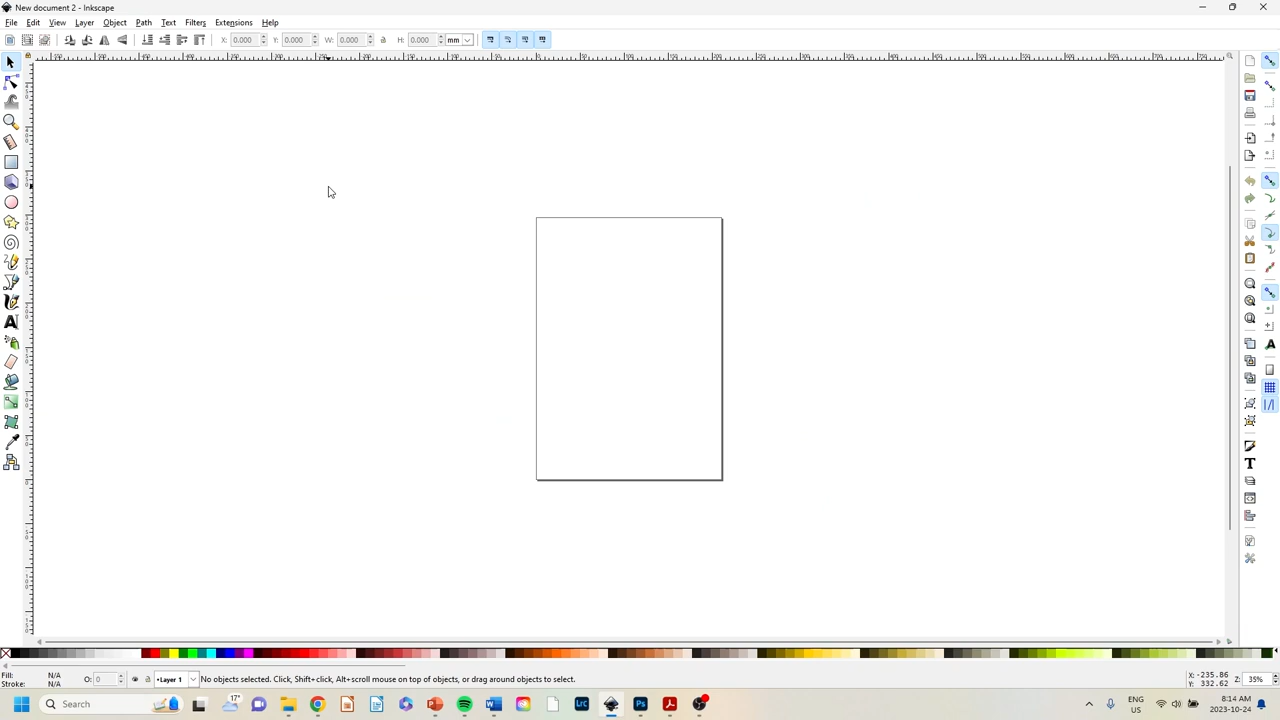 New document 2 - Inkscape
File Edit View Layer Object Path Text Filters Extensions Help
X: 0.000 Y: 0.000 W: 0.000 H: 0.000 mm
Fill: N/A O: 0 •Layer 1 No objects selected. Click, Shift+click, Alt+scroll mouse on top of objects, or drag around objects to select. X: -235.86 Z: 35%
Stroke: N/A Y: 332.62
Search 17° ENG US 8:14 AM
2023-10-24